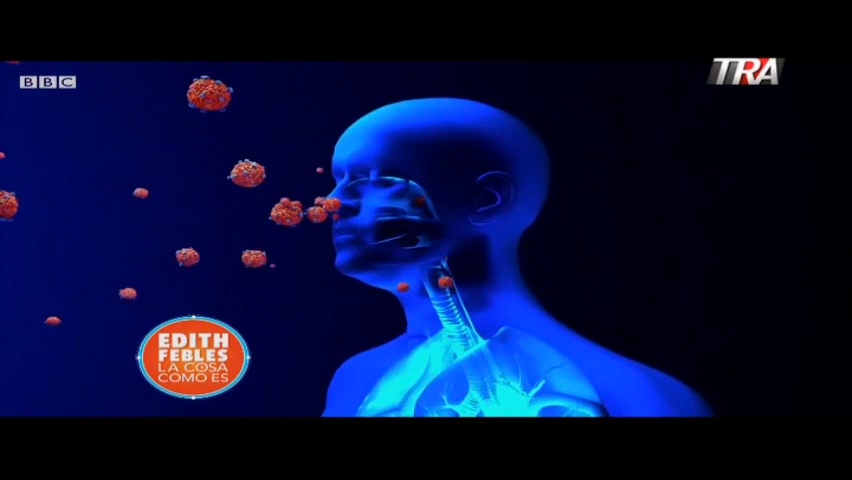 BBC
TRA
EDITH
FEBLES
LA COSA
COMO ES